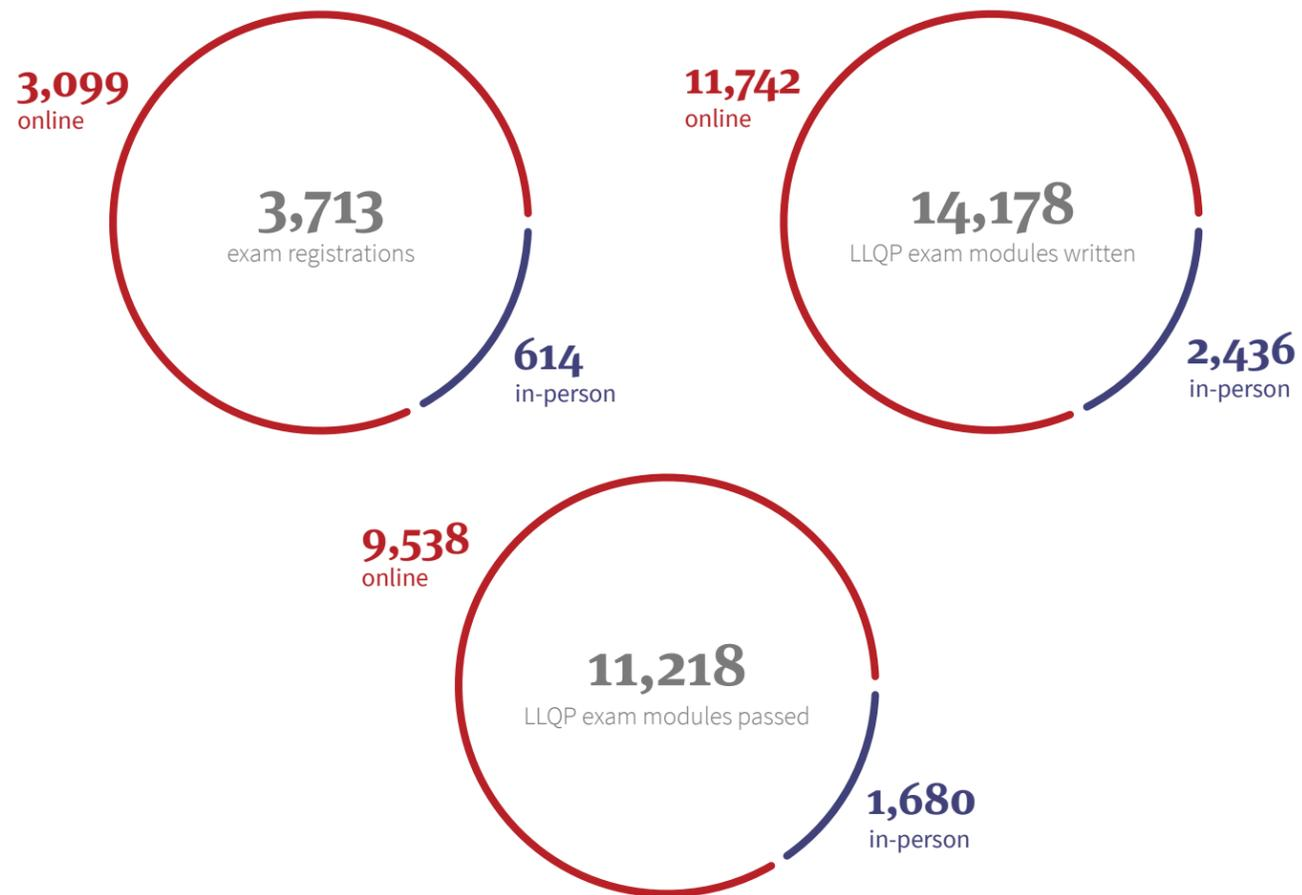 3,099
online
3,713
exam registrations
614
in-person
11,742
online
14,178
LLQP exam modules written
2,436
in-person
9,538
online
11,218
LLQP exam modules passed
1,680
in-person